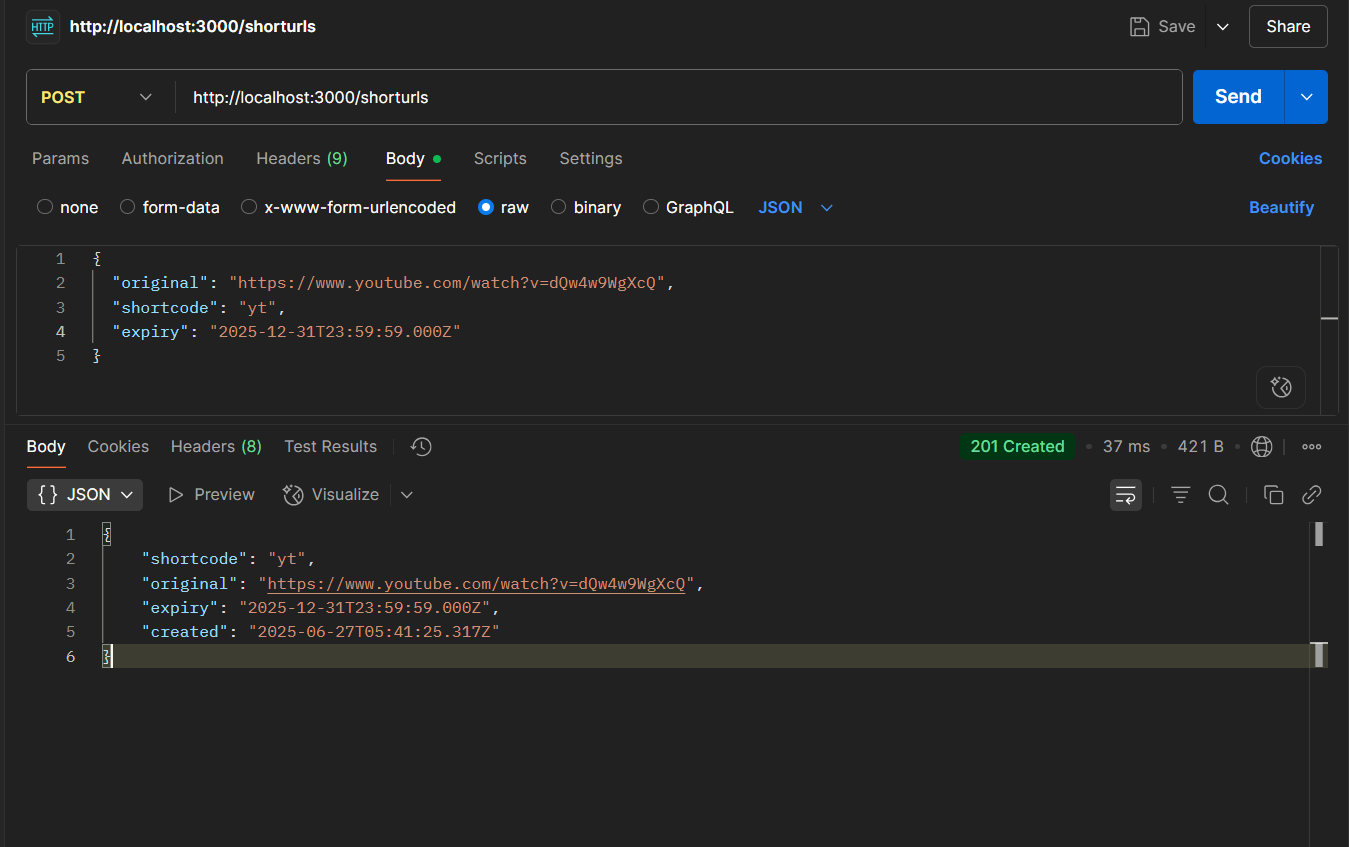 HTTP http://localhost:3000/shorturls Save Share
POST http://localhost:3000/shorturls Send
Params Authorization Headers (9) Body Scripts Settings Cookies
none form-data x-www-form-urlencoded raw binary GraphQL JSON Beautify
1 {
2 "original": "https://www.youtube.com/watch?v=dQw4w9WgXcQ",
3 "shortcode": "yt",
4 "expiry": "2025-12-31T23:59:59.000Z"
5 }
Body Cookies Headers (8) Test Results 201 Created • 37 ms • 421 B •
{} JSON Preview Visualize
1 {
2 "shortcode": "yt",
3 "original": "https://www.youtube.com/watch?v=dQw4w9WgXcQ",
4 "expiry": "2025-12-31T23:59:59.000Z",
5 "created": "2025-06-27T05:41:25.317Z"
6 }